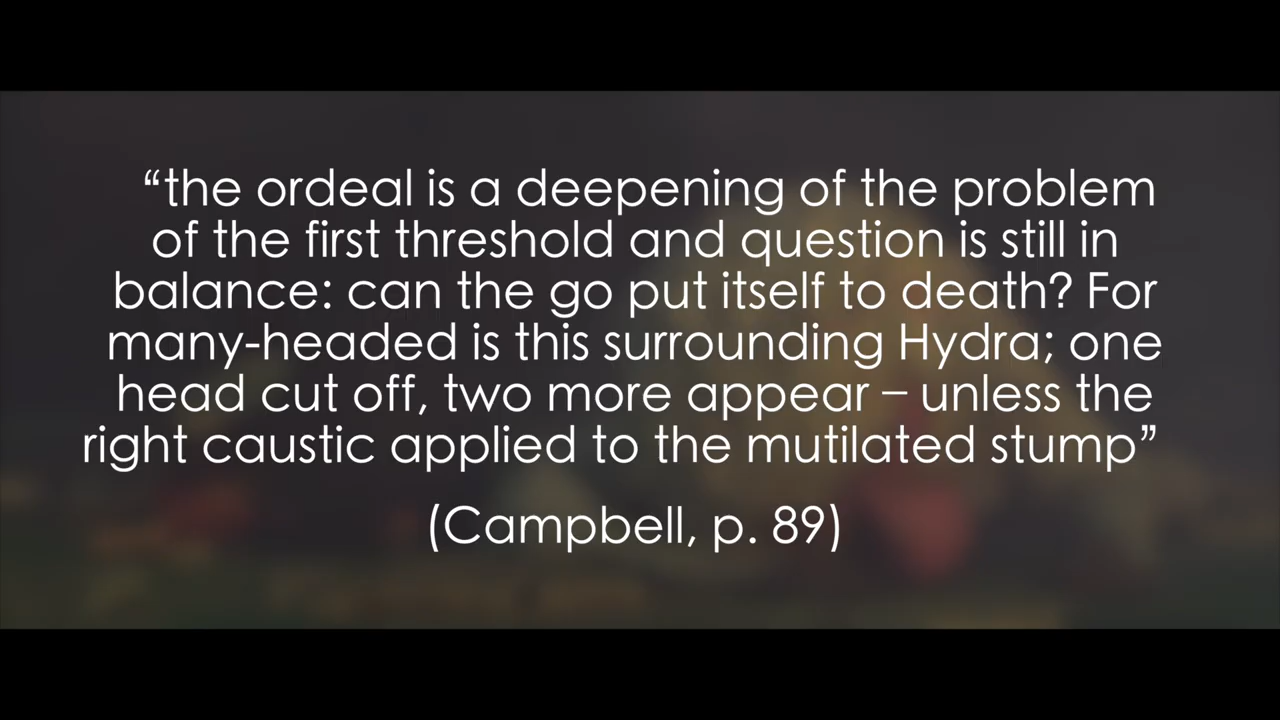 “the ordeal is a deepening of the problem
of the first threshold and question is still in
balance: can the go put itself to death? For
many-headed is this surrounding Hydra; one
head cut off, two more appear – unless the
right caustic applied to the mutilated stump”
(Campbell, p. 89)